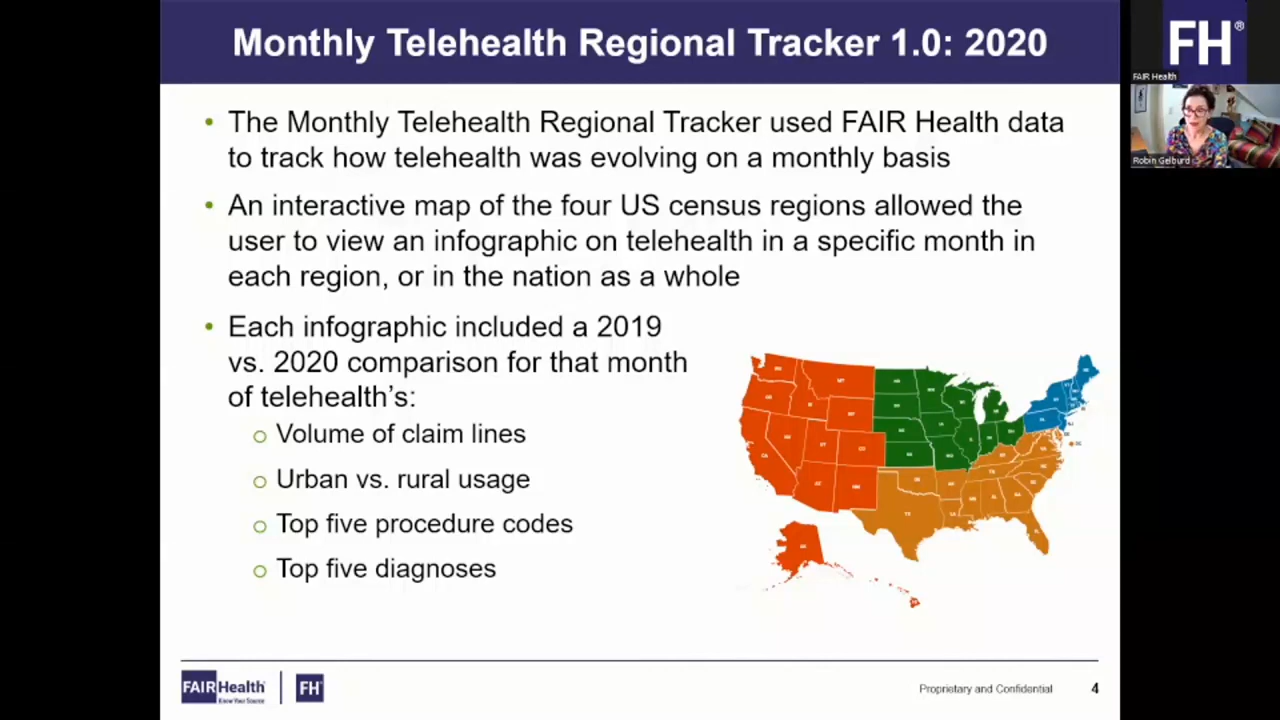 Monthly Telehealth Regional Tracker 1.0: 2020
FH®
FAIR Health
Robin Gelburd
• The Monthly Telehealth Regional Tracker used FAIR Health data
to track how telehealth was evolving on a monthly basis
• An interactive map of the four US census regions allowed the
user to view an infographic on telehealth in a specific month in
each region, or in the nation as a whole
• Each infographic included a 2019
vs. 2020 comparison for that month
of telehealth's:
o Volume of claim lines
o Urban vs. rural usage
o Top five procedure codes
o Top five diagnoses
FAIR Health
Know Your Source
FH
Proprietary and Confidential
4